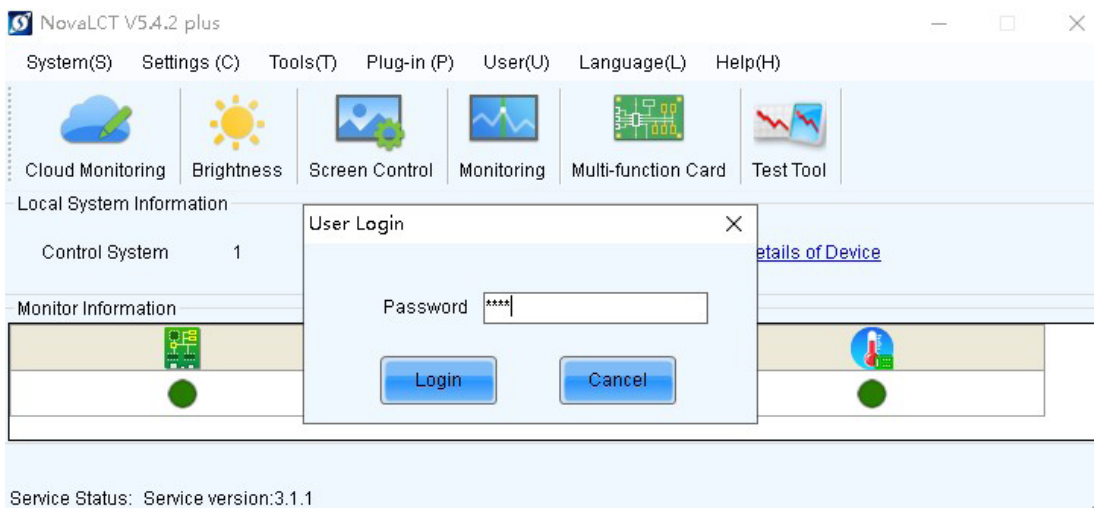 NovaLCT V5.4.2 plus
System(S) Settings (C) Tools(T) Plug-in (P) User(U) Language(L) Help(H)
Cloud Monitoring Brightness Screen Control Monitoring Multi-function Card Test Tool
Local System Information
User Login
Control System 1
etails of Device
Password ****
Monitor Information
Login Cancel
Service Status: Service version:3.1.1